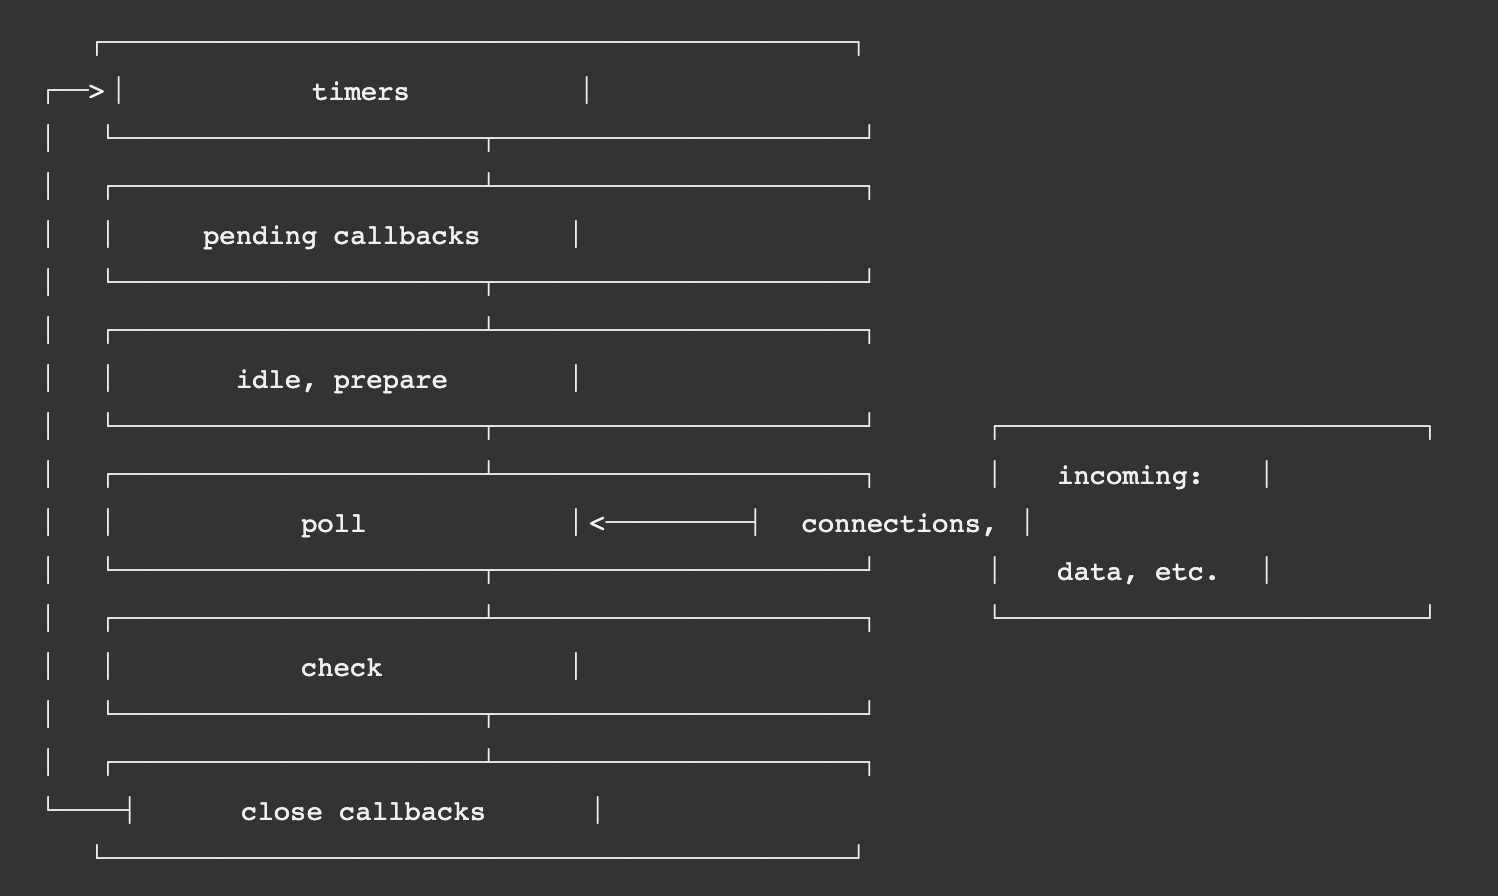 timers
pending callbacks
idle, prepare
incoming:
poll
connections,
data, etc.
check
close callbacks